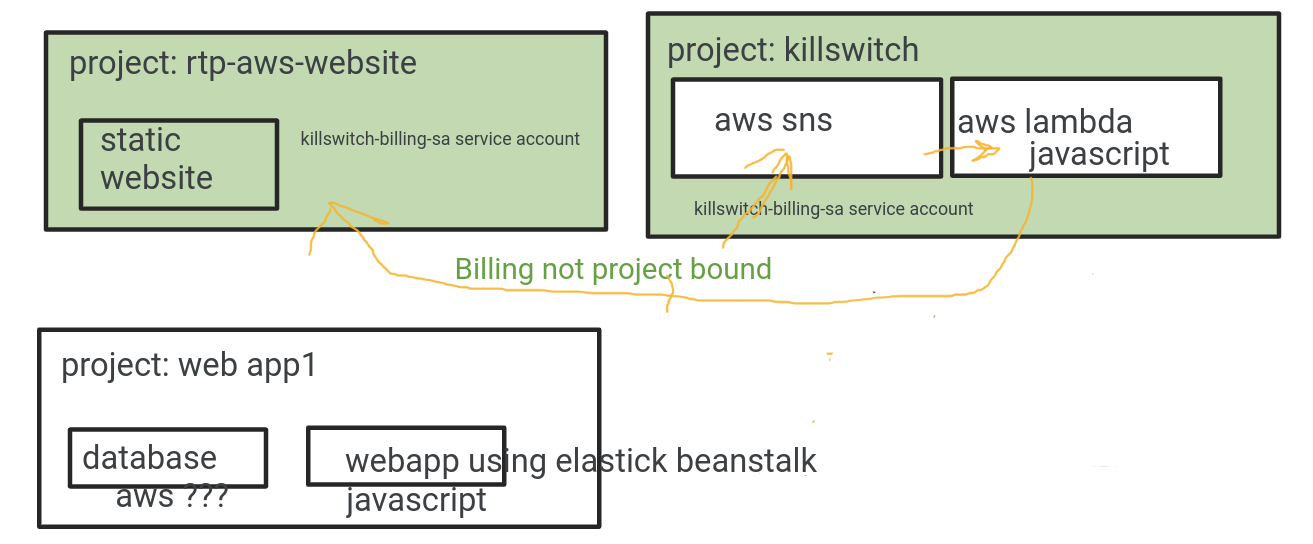 project: rtp-aws-website
static
website
killswitch-billing-sa service account
project: killswitch
aws sns
aws lambda
javascript
killswitch-billing-sa service account
Billing not project bound
project: web app1
database
aws ???
webapp using elastick beanstalk
javascript